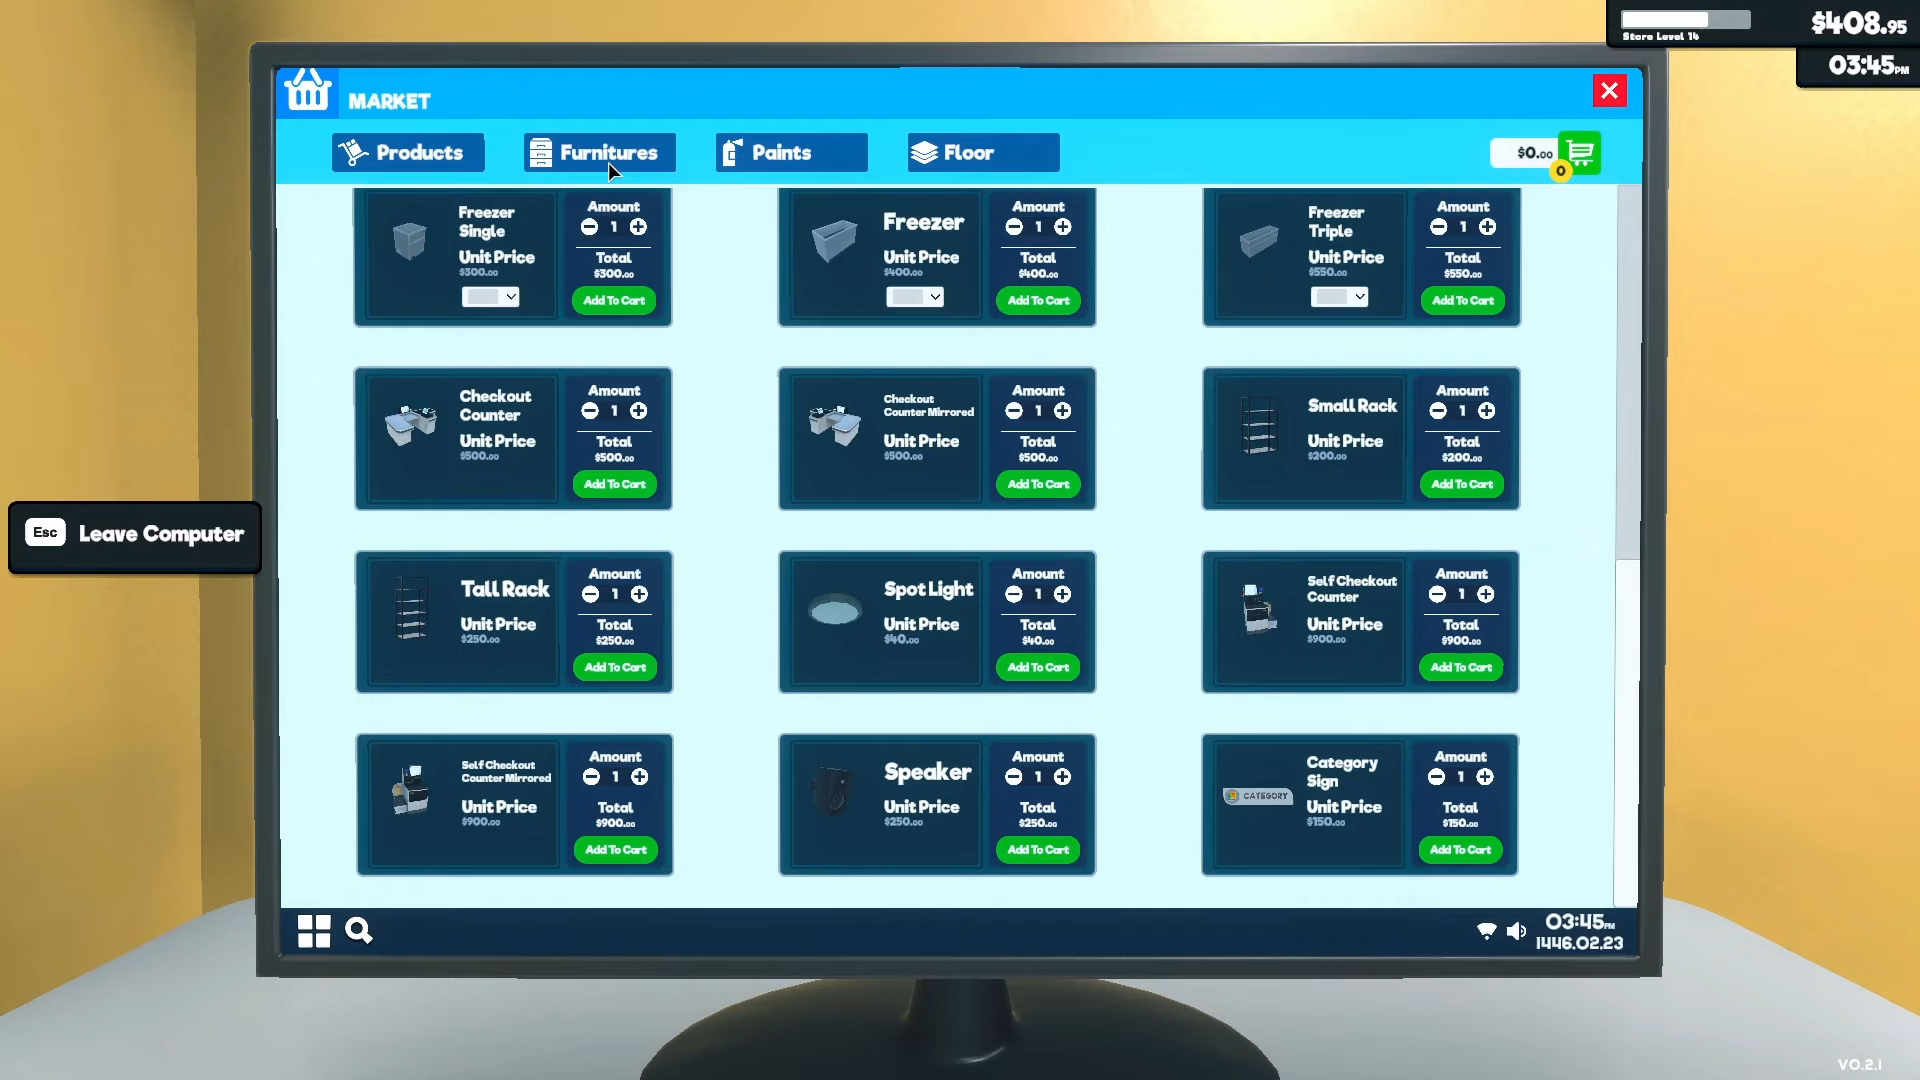 $408.95
Store Level 14
03:45PM
MARKET
Products
Furnitures
Paints
Floor
$0.00
0
Freezer
Single
Unit Price
$300.00
Amount
1
Total
$300.00
Add To Cart
Freezer
Unit Price
$400.00
Amount
1
Total
$400.00
Add To Cart
Freezer
Triple
Unit Price
$550.00
Amount
1
Total
$550.00
Add To Cart
Checkout
Counter
Unit Price
$500.00
Amount
1
Total
$500.00
Add To Cart
Checkout
Counter Mirrored
Unit Price
$500.00
Amount
1
Total
$500.00
Add To Cart
Small Rack
Unit Price
$200.00
Amount
1
Total
$200.00
Add To Cart
Esc Leave Computer
Tall Rack
Unit Price
$250.00
Amount
1
Total
$250.00
Add To Cart
Spot Light
Unit Price
$40.00
Amount
1
Total
$40.00
Add To Cart
Self Checkout
Counter
Unit Price
$900.00
Amount
1
Total
$900.00
Add To Cart
Self Checkout
Counter Mirrored
Unit Price
$900.00
Amount
1
Total
$900.00
Add To Cart
Speaker
Unit Price
$250.00
Amount
1
Total
$250.00
Add To Cart
CATEGORY
Category
Sign
Unit Price
$150.00
Amount
1
Total
$150.00
Add To Cart
03:45PM
1446.02.23
V0.2.1